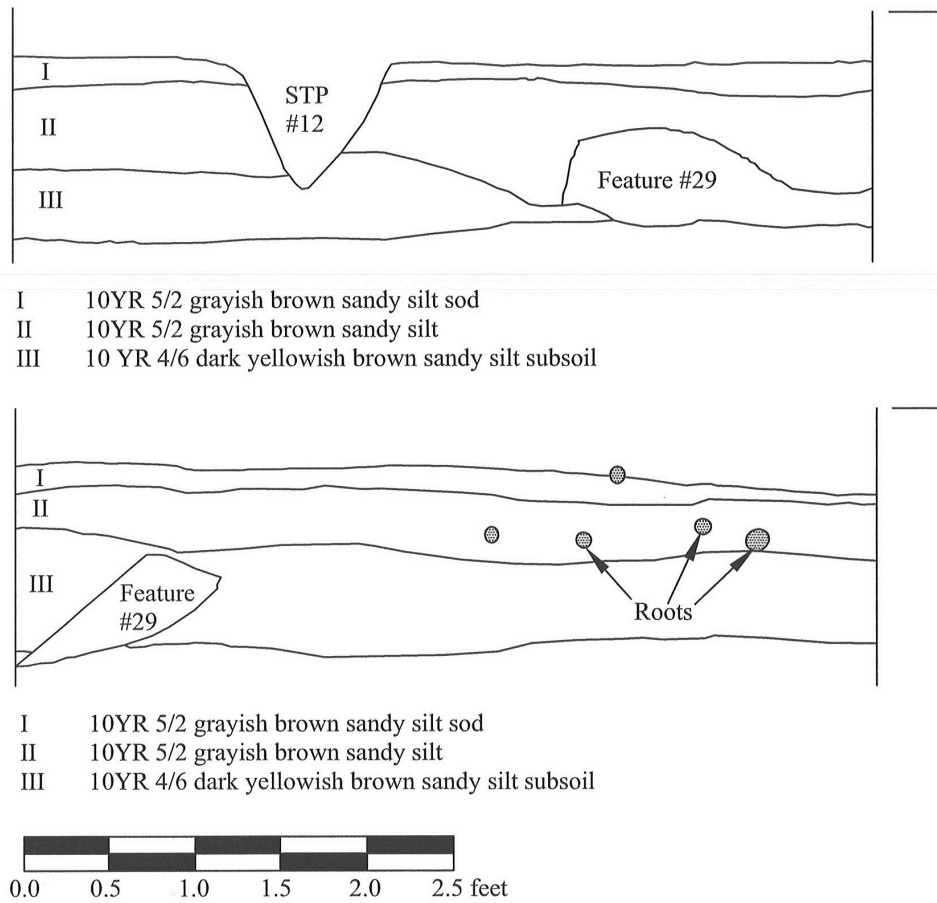 I
STP
#12
II
Feature #29
III
I 10YR 5/2 grayish brown sandy silt sod
II 10YR 5/2 grayish brown sandy silt
III 10 YR 4/6 dark yellowish brown sandy silt subsoil
I
II
III
Feature
#29
Roots
I 10YR 5/2 grayish brown sandy silt sod
II 10YR 5/2 grayish brown sandy silt
III 10YR 4/6 dark yellowish brown sandy silt subsoil
0.0 0.5 1.0 1.5 2.0 2.5 feet